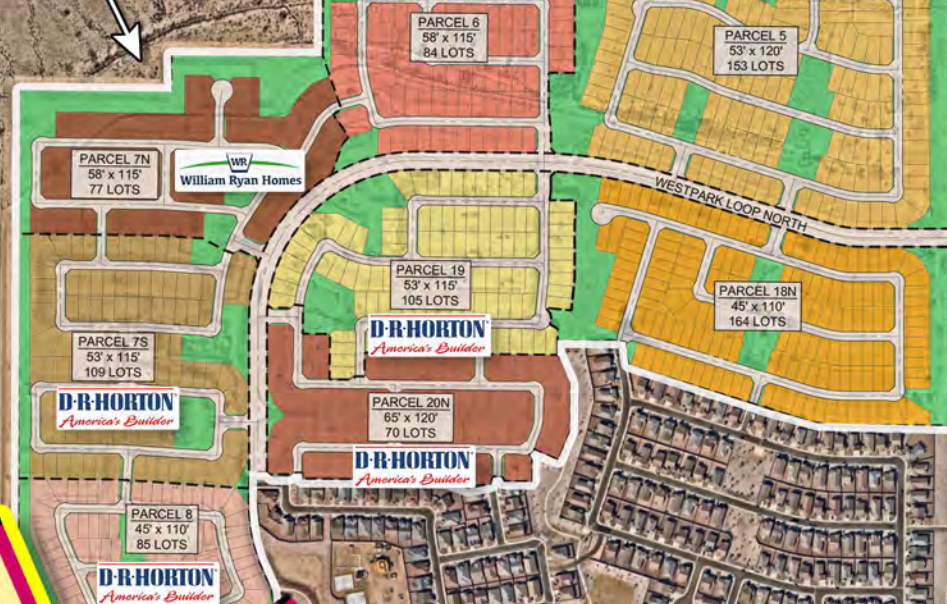 PARCEL 6
58' x 115'
84 LOTS
PARCEL 5
53' x 120'
153 LOTS
PARCEL 7N
58' x 115'
77 LOTS
WR
William Ryan Homes
WESTPARK LOOP NORTH
PARCEL 19
53' x 115'
105 LOTS
D·R·HORTON
America's Builder
PARCEL 18N
45' x 110'
164 LOTS
PARCEL 7S
53' x 115'
109 LOTS
D·R·HORTON
America's Builder
PARCEL 20N
65' x 120'
70 LOTS
D·R·HORTON
America's Builder
PARCEL 8
45' x 110'
85 LOTS
D·R·HORTON
America's Builder